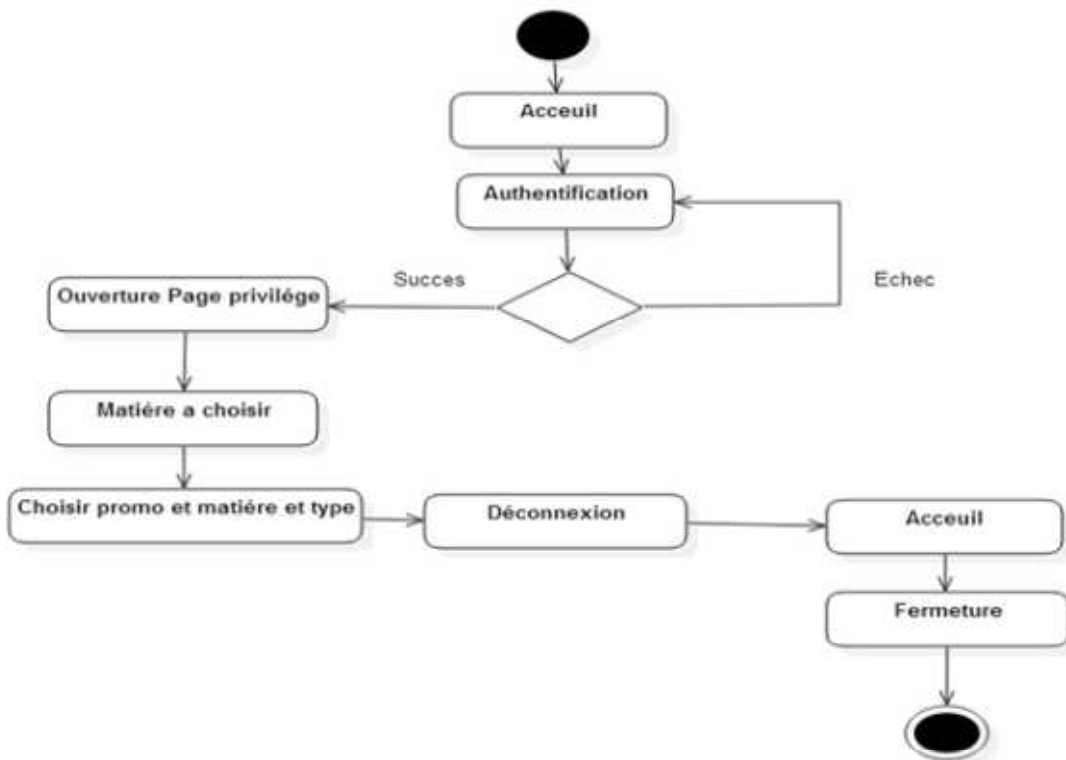 Acceuil
Authentification
Succes
Echec
Ouverture Page privilége
Matiére a choisir
Choisir promo et matiére et type
Déconnexion
Acceuil
Fermeture